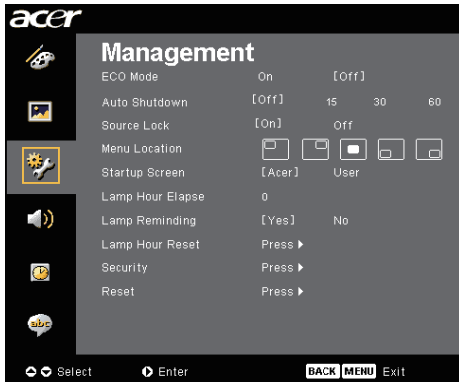 acer
Management
ECO Mode On [Off]
Auto Shutdown [Off] 15 30 60
Source Lock [On] Off
Menu Location
Startup Screen [Acer] User
Lamp Hour Elapse 0
Lamp Reminding [Yes] No
Lamp Hour Reset Press
Security Press
Reset Press
abc
Select Enter BACK MENU Exit